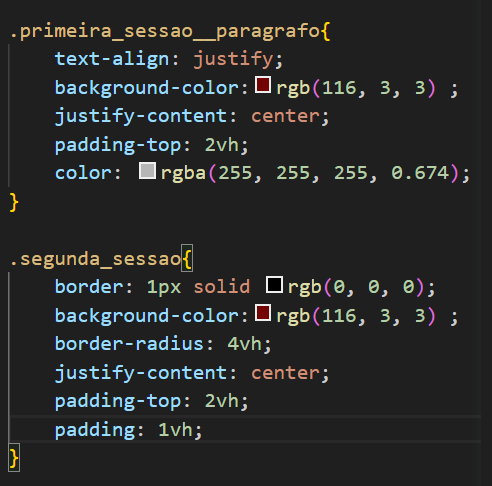 .primeira_sessao__paragrafo{
    text-align: justify;
    background-color: rgb(116, 3, 3) ;
    justify-content: center;
    padding-top: 2vh;
    color: rgba(255, 255, 255, 0.674);
}

.segunda_sessao{
    border: 1px solid rgb(0, 0, 0);
    background-color: rgb(116, 3, 3) ;
    border-radius: 4vh;
    justify-content: center;
    padding-top: 2vh;
    padding: 1vh;
}